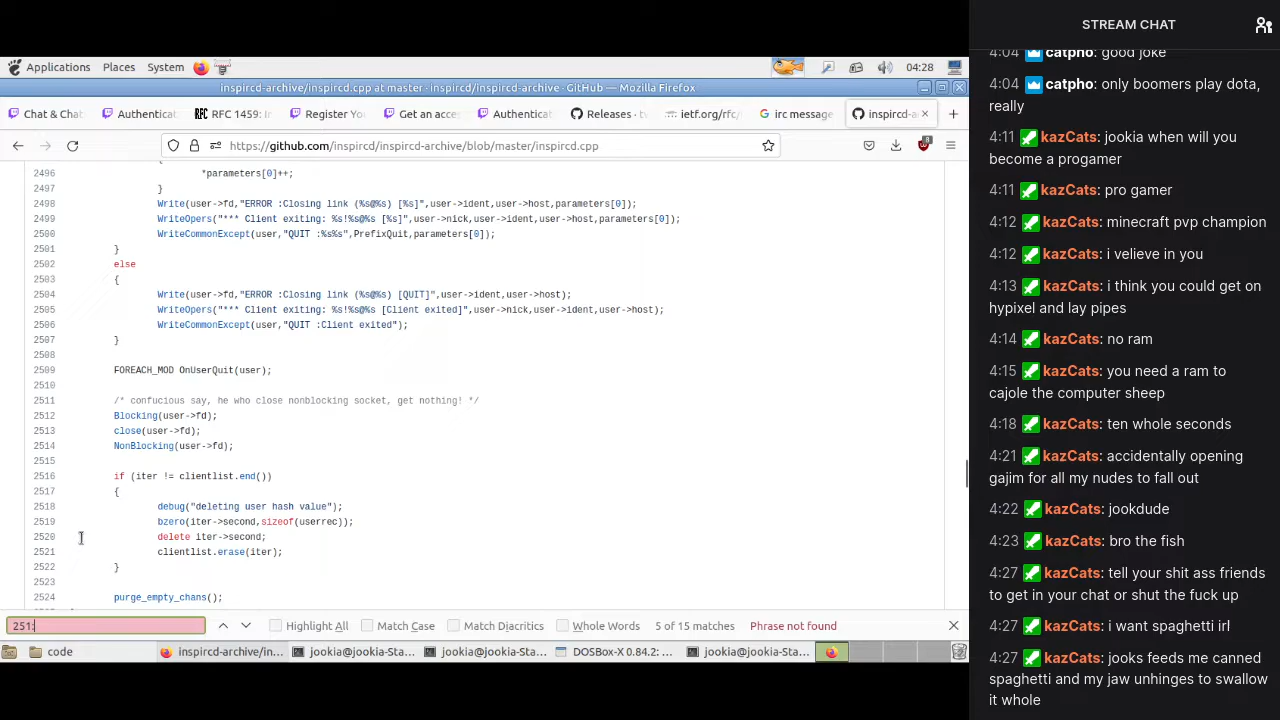 Applications Places System 04:28
inspircd-archive/inspircd.cpp at master · inspircd/inspircd-archive · GitHub — Mozilla Firefox
Chat & Chat Authentica RFC 1459: In Register Yo Get an acce Authentica Releases · tw ietf.org/rfc/ irc message inspircd-a
https://github.com/inspircd/inspircd-archive/blob/master/inspircd.cpp
8
{
2496 *parameters[0]++;
2497 }
2498 Write(user->fd,"ERROR :Closing link (%s@%s) [%s]",user->ident,user->host,parameters[0]);
2499 WriteOpers("*** Client exiting: %s!%s@%s [%s]",user->nick,user->ident,user->host,parameters[0]);
2500 WriteCommonExcept(user,"QUIT :%s%s",PrefixQuit,parameters[0]);
2501 }
2502 else
2503 {
2504 Write(user->fd,"ERROR :Closing link (%s@%s) [QUIT]",user->ident,user->host);
2505 WriteOpers("*** Client exiting: %s!%s@%s [Client exited]",user->nick,user->ident,user->host);
2506 WriteCommonExcept(user,"QUIT :Client exited");
2507 }
2508
2509 FOREACH_MOD OnUserQuit(user);
2510
2511 /* confucious say, he who close nonblocking socket, get nothing! */
2512 Blocking(user->fd);
2513 close(user->fd);
2514 NonBlocking(user->fd);
2515
2516 if (iter != clientlist.end())
2517 {
2518 debug("deleting user hash value");
2519 bzero(iter->second,sizeof(userrec));
2520 delete iter->second;
2521 clientlist.erase(iter);
2522 }
2523
2524 purge_empty_chans();
251: Highlight All Match Case Match Diacritics Whole Words 5 of 15 matches Phrase not found
code inspircd-archive/in... jookia@jookia-Sta... jookia@jookia-Sta... DOSBox-X 0.84.2: ... jookia@jookia-Sta...
STREAM CHAT
4:04 catpho: good joke
4:04 catpho: only boomers play dota,
really
4:11 kazCats: jookia when will you
become a progamer
4:11 kazCats: pro gamer
4:12 kazCats: minecraft pvp champion
4:12 kazCats: i velieve in you
4:13 kazCats: i think you could get on
hypixel and lay pipes
4:14 kazCats: no ram
4:15 kazCats: you need a ram to
cajole the computer sheep
4:18 kazCats: ten whole seconds
4:21 kazCats: accidentally opening
gajim for all my nudes to fall out
4:22 kazCats: jookdude
4:23 kazCats: bro the fish
4:27 kazCats: tell your shit ass friends
to get in your chat or shut the fuck up
4:27 kazCats: i want spaghetti irl
4:27 kazCats: jooks feeds me canned
spaghetti and my jaw unhinges to swallow
it whole